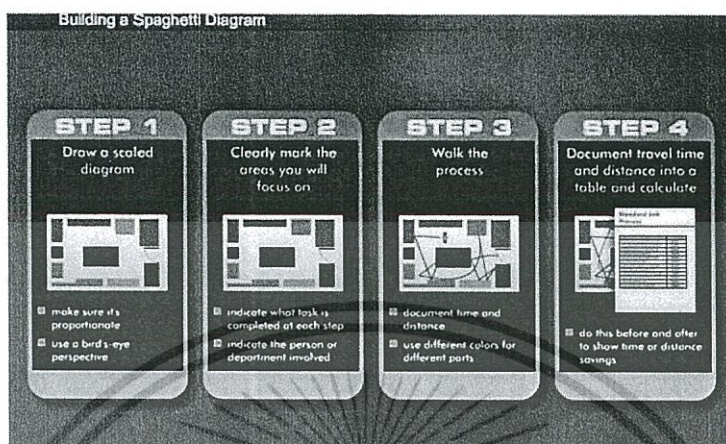 Building a Spaghetti Diagram
STEP 1
Draw a scaled
diagram
make sure it's
proportionate
use a bird's-eye
perspective
STEP 2
Clearly mark the
areas you will
focus on
indicate what task is
completed at each step
indicate the person or
department involved
STEP 3
Walk the
process
document time and
distance
use different colors for
different parts
STEP 4
Document travel time
and distance into a
table and calculate
do this before and after
to show time or distance
savings